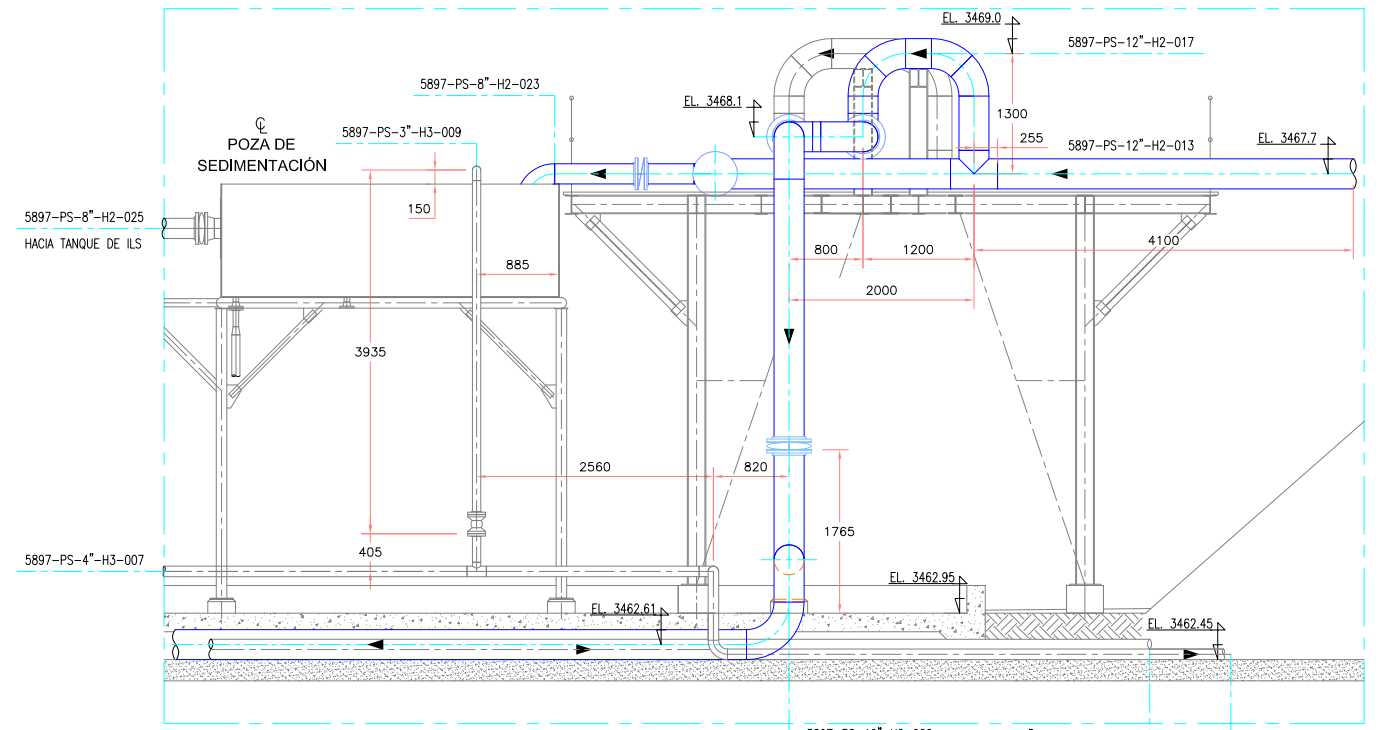 EL. 3469.0
5897-PS-12"-H2-017
5897-PS-8"-H2-023
EL. 3468.1
1300
℄
POZA DE
SEDIMENTACIÓN
5897-PS-3"-H3-009
255
5897-PS-12"-H2-013
EL. 3467.7
150
5897-PS-8"-H2-025
HACIA TANQUE DE ILS
800
1200
4100
885
2000
3935
2560
820
1765
405
5897-PS-4"-H3-007
EL. 3462.95
EL. 3462.61
EL. 3462.45